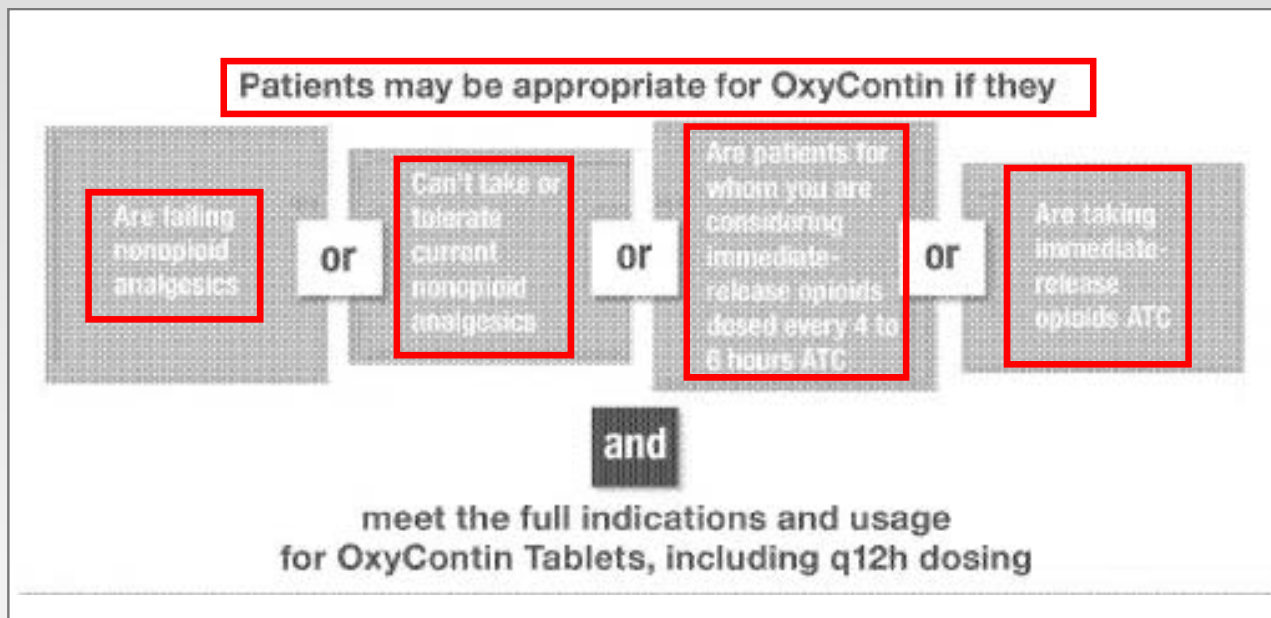 Patients may be appropriate for OxyContin if they
Are failing
nonopioid
analgesics
or
Can't take or
tolerate
current
nonopioid
analgesics
or
Are patients for
whom you are
considering
immediate-
release opioids
dosed every 4 to
6 hours ATC
or
Are taking
immediate-
release
opioids ATC
and
meet the full indications and usage
for OxyContin Tablets, including q12h dosing